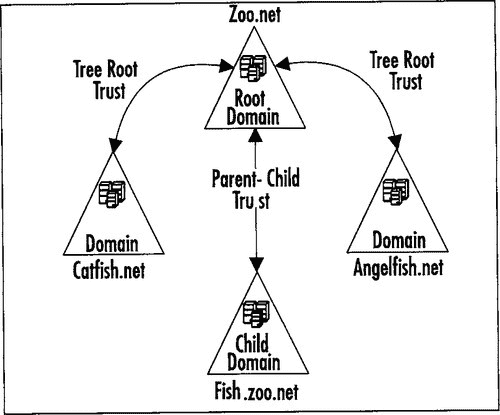 Zoo.net
Tree Root
Trust
Tree Root
Trust
Root
Domain
Parent- Child
Trust
Domain
Catfish.net
Domain
Angelfish.net
Child
Domain
Fish.zoo.net